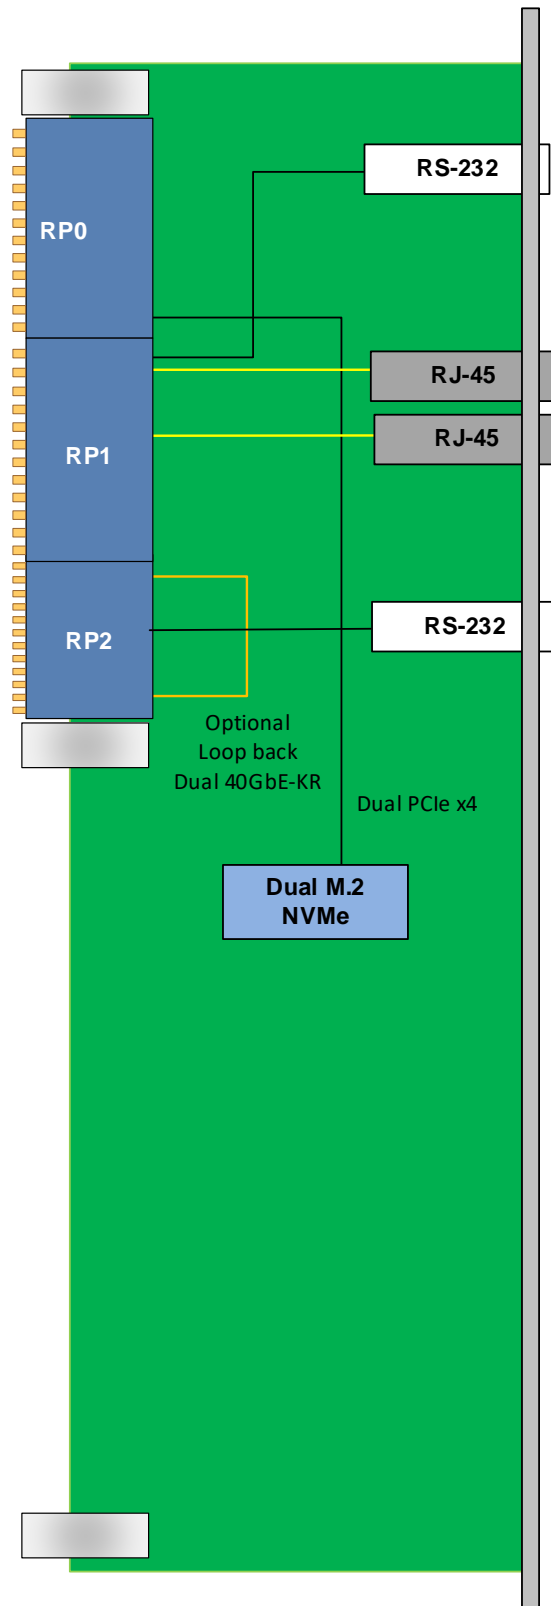 RS-232
RP0
RJ-45
RJ-45
RP1
RS-232
RP2
Optional
Loop back
Dual 40GbE-KR
Dual PCIe x4
Dual M.2
NVMe